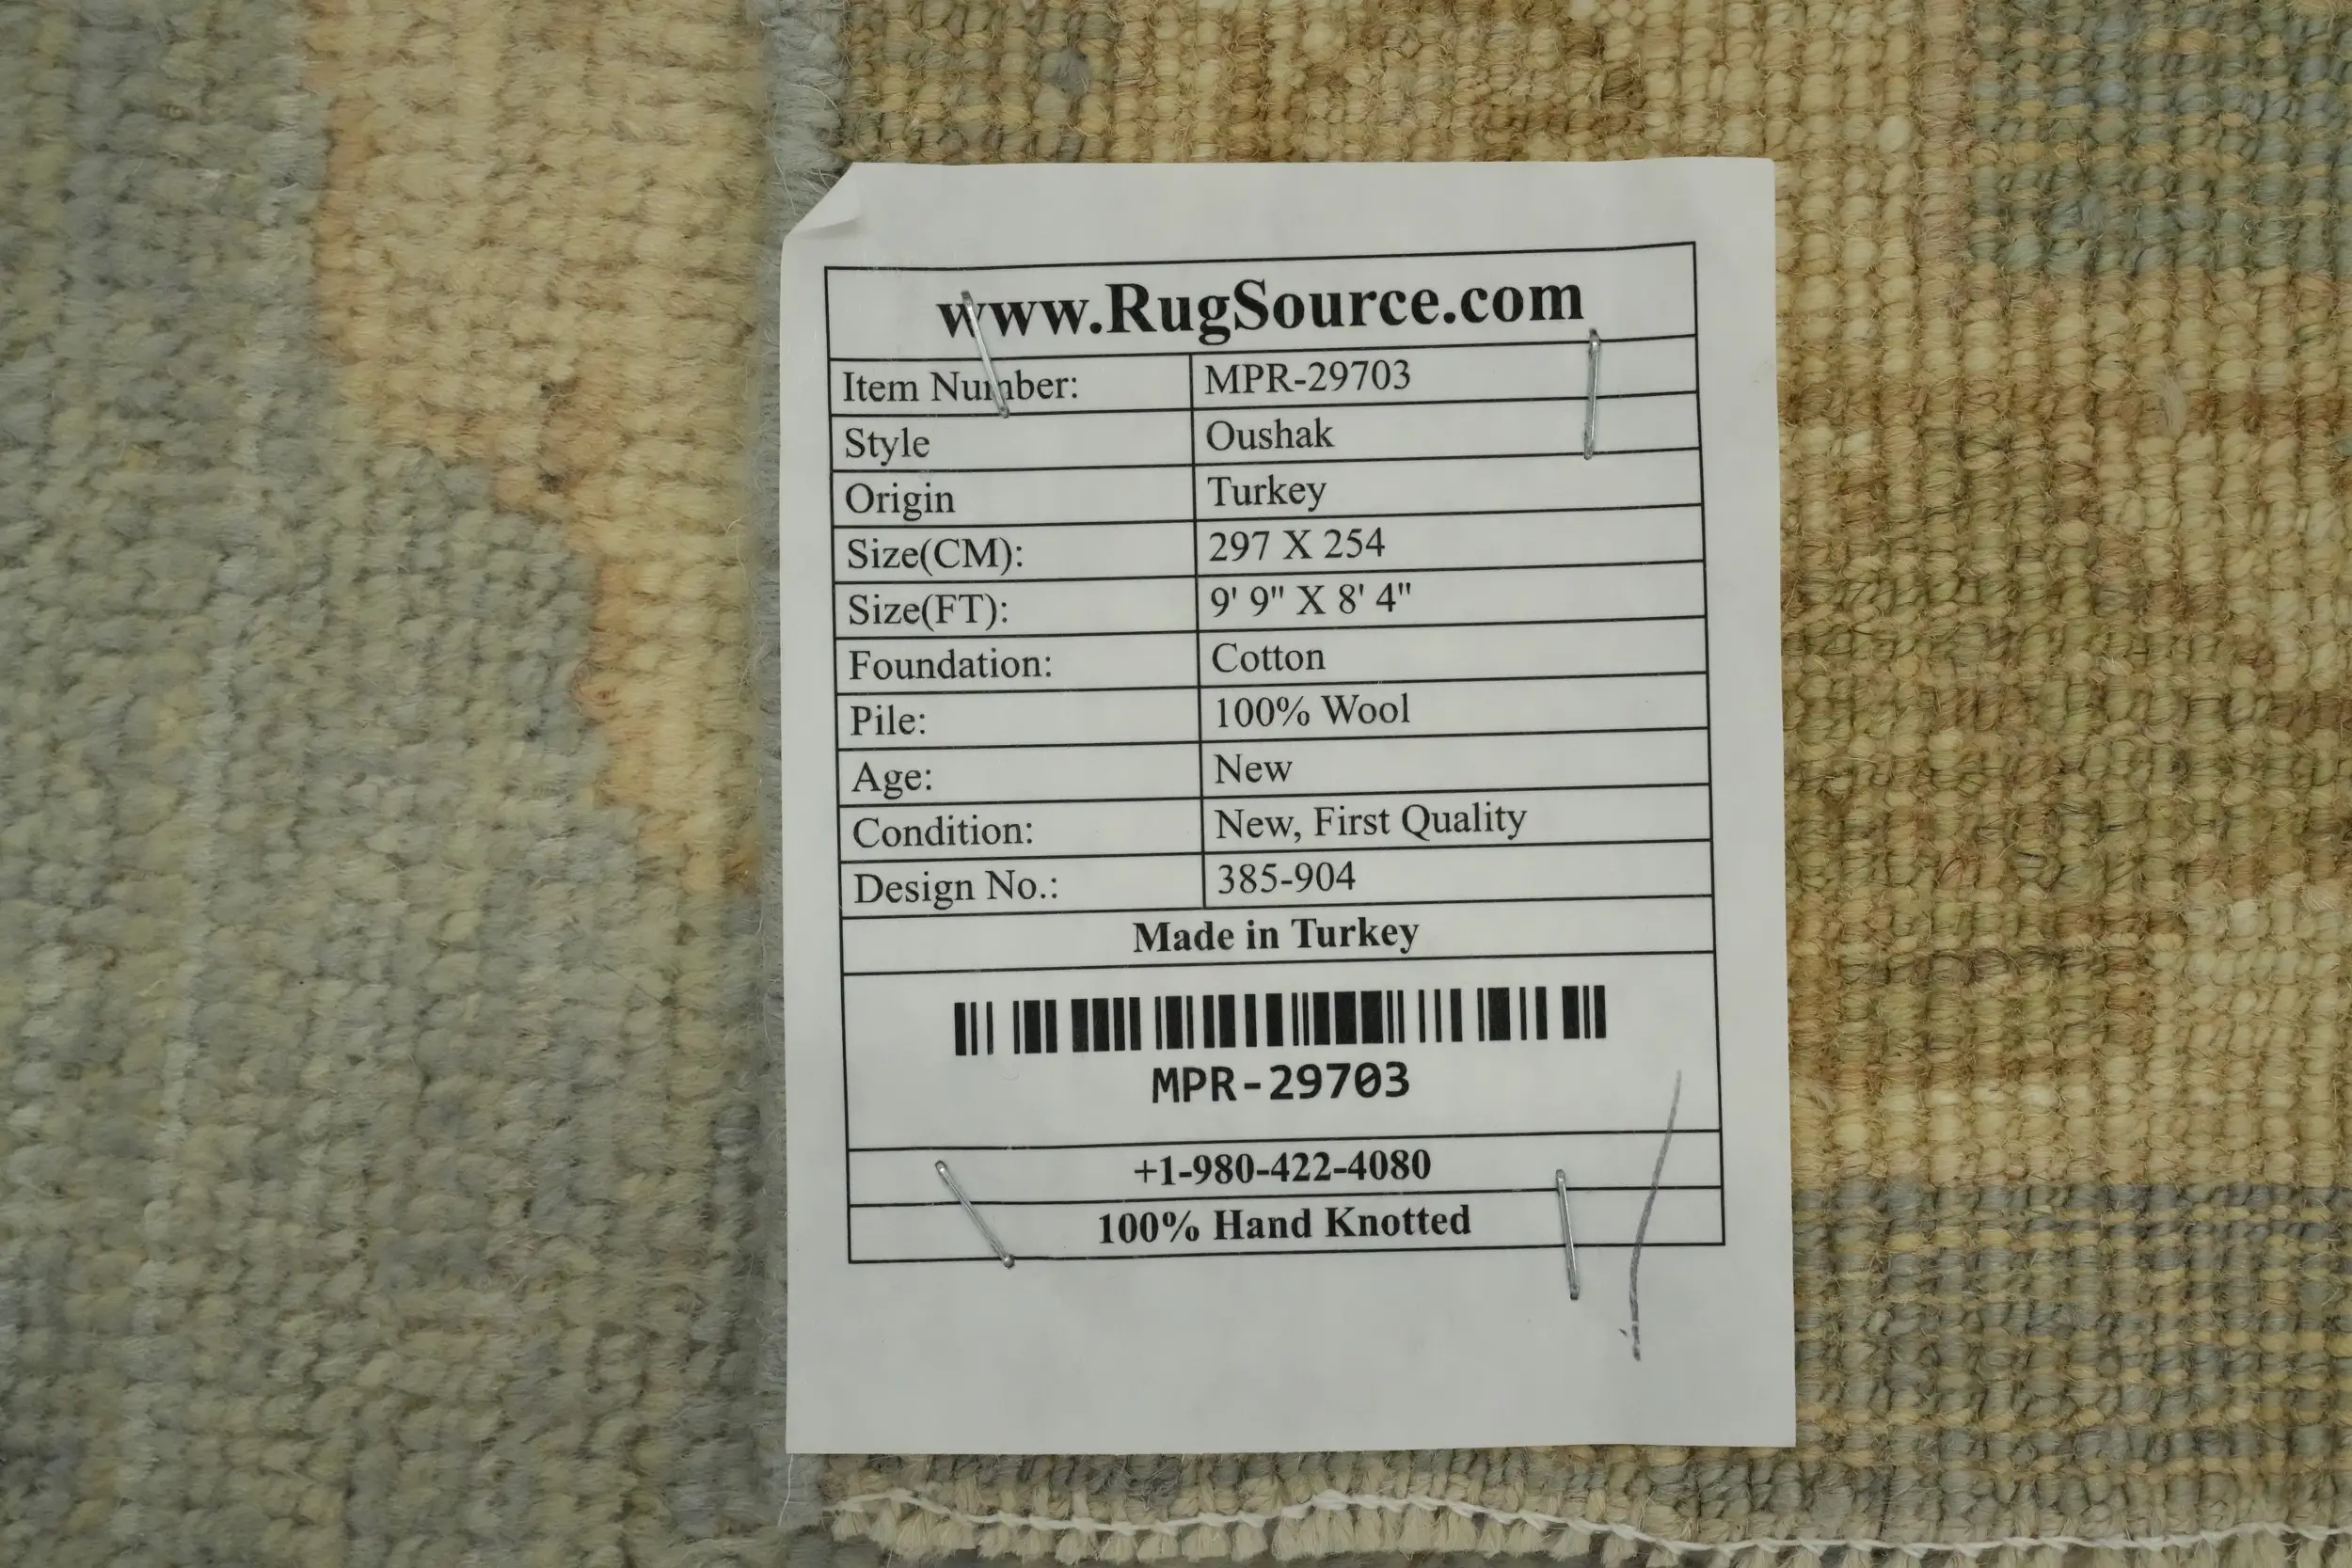 www.RugSource.com
Item Number: MPR-29703
Style Oushak
Origin Turkey
Size(CM): 297 X 254
Size(FT): 9' 9" X 8' 4"
Foundation: Cotton
Pile: 100% Wool
Age: New
Condition: New, First Quality
Design No.: 385-904
Made in Turkey
MPR-29703
+1-980-422-4080
100% Hand Knotted